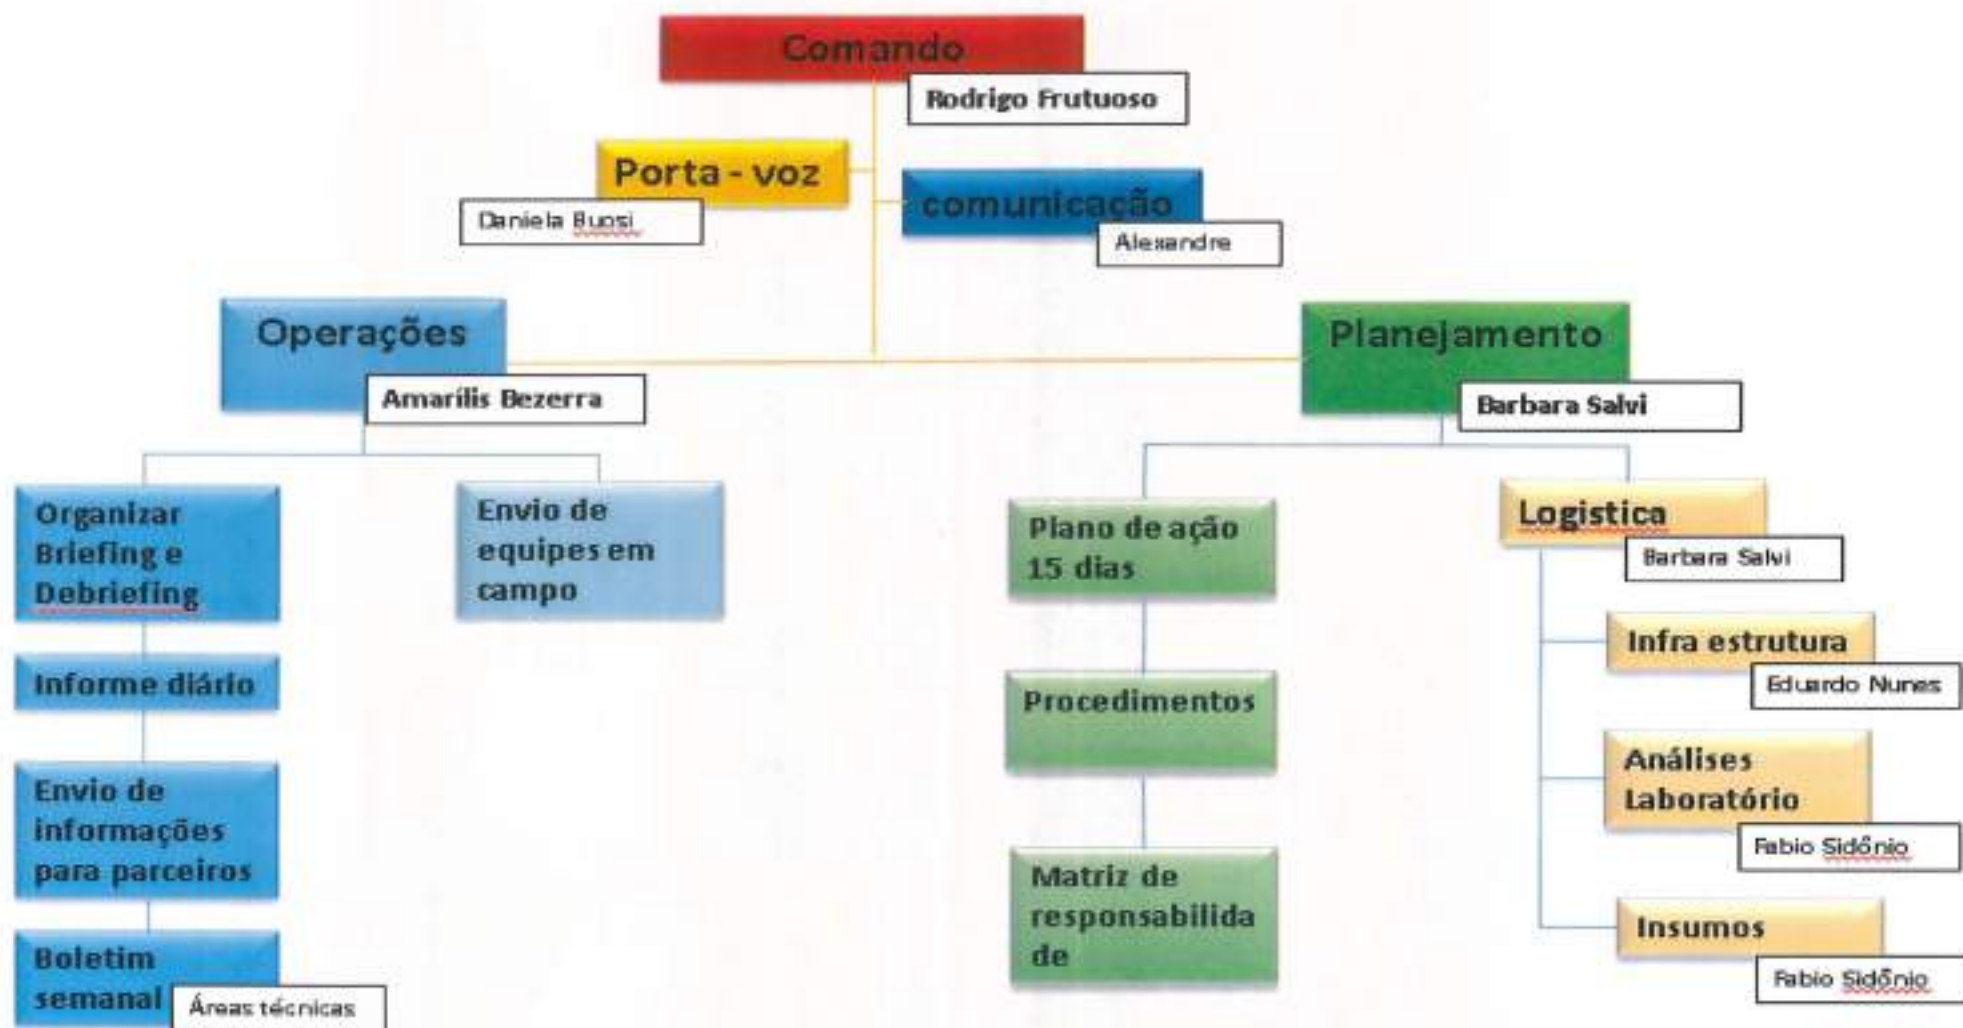 Comando
Rodrigo Frutuoso
Porta - voz
Daniela Buosi
comunicação
Alexandre
Operações
Amarílis Bezerra
Planejamento
Barbara Salvi
Organizar
Briefing e
Debriefing
Informe diário
Envio de
informações
para parceiros
Boletim
semanal
Áreas técnicas
Envio de
equipes em
campo
Plano de ação
15 dias
Procedimentos
Matriz de
responsabilida
de
Logistica
Barbara Salvi
Infra estrutura
Eduardo Nunes
Análises
Laboratório
Fabio Sidônio
Insumos
Fabio Sidônio